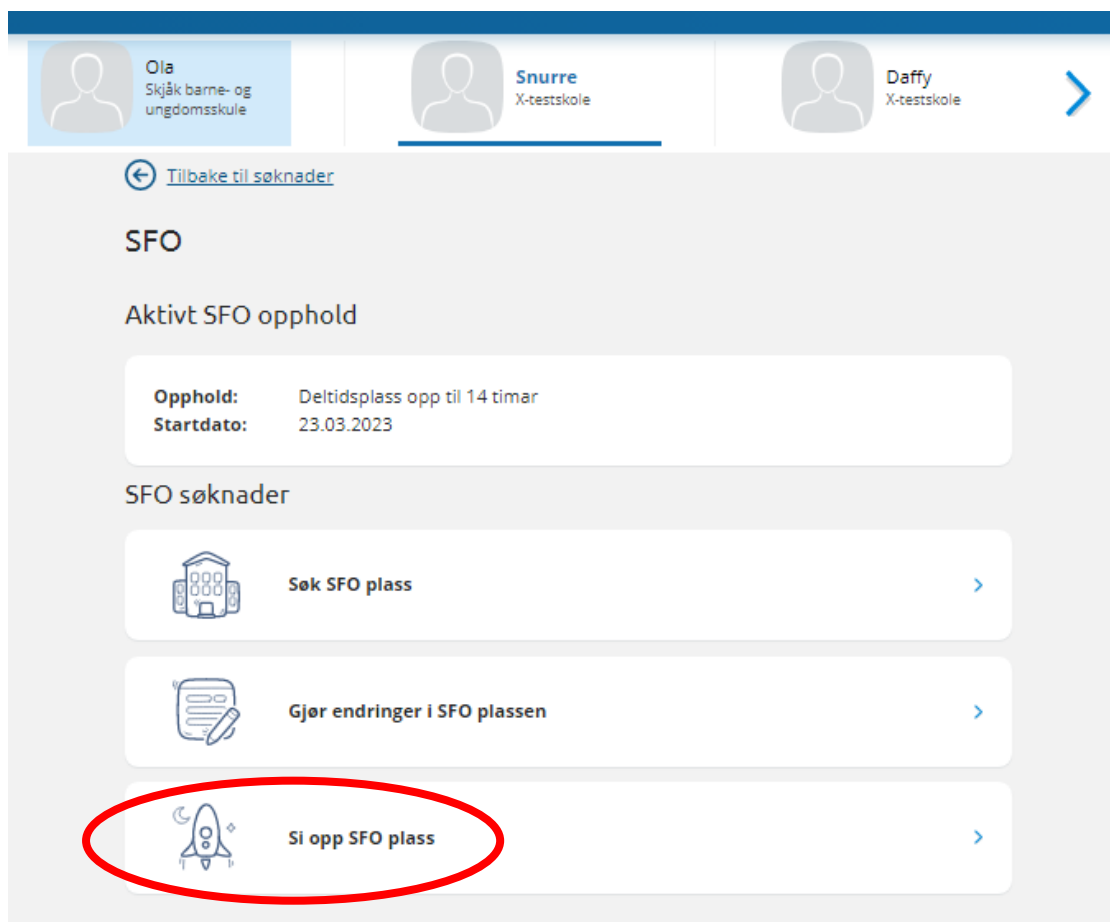 Ola
Skjåk barne- og
ungdomsskule
Snurre
X-testskole
Daffy
X-testskole
Tilbake til søknader
SFO
Aktivt SFO opphold
Opphold: Deltidsplass opp til 14 timar
Startdato: 23.03.2023
SFO søknader
Søk SFO plass
Gjør endringer i SFO plassen
Si opp SFO plass